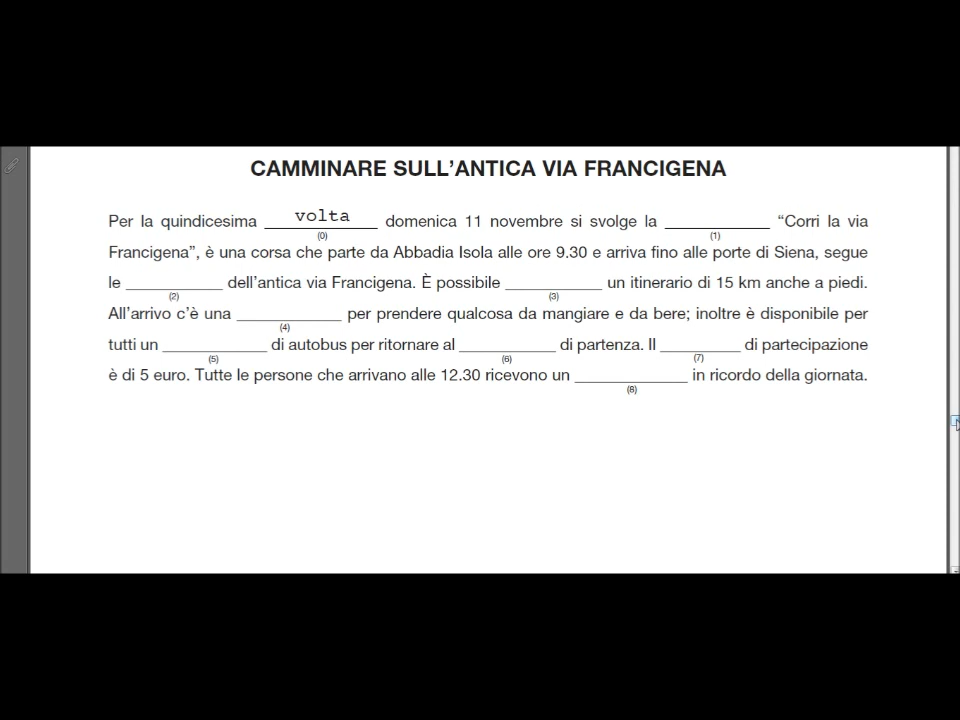 CAMMINARE SULL'ANTICA VIA FRANCIGENA
Per la quindicesima volta domenica 11 novembre si svolge la ____________ “Corri la via
(0) (1)
Francigena”, è una corsa che parte da Abbadia Isola alle ore 9.30 e arriva fino alle porte di Siena, segue
le ____________ dell'antica via Francigena. È possibile ____________ un itinerario di 15 km anche a piedi.
(2) (3)
All'arrivo c'è una ____________ per prendere qualcosa da mangiare e da bere; inoltre è disponibile per
(4)
tutti un ____________ di autobus per ritornare al ____________ di partenza. Il _________ di partecipazione
(5) (6) (7)
è di 5 euro. Tutte le persone che arrivano alle 12.30 ricevono un _____________ in ricordo della giornata.
(8)